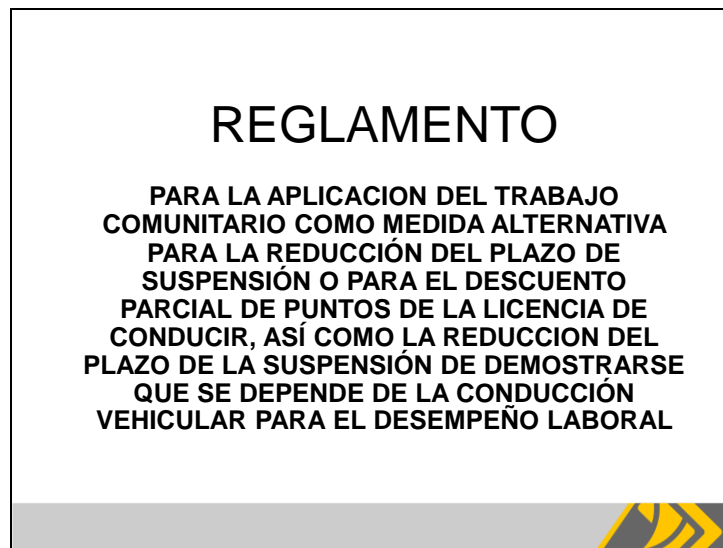 REGLAMENTO
PARA LA APLICACION DEL TRABAJO
COMUNITARIO COMO MEDIDA ALTERNATIVA
PARA LA REDUCCIÓN DEL PLAZO DE
SUSPENSIÓN O PARA EL DESCUENTO
PARCIAL DE PUNTOS DE LA LICENCIA DE
CONDUCIR, ASÍ COMO LA REDUCCION DEL
PLAZO DE LA SUSPENSIÓN DE DEMOSTRARSE
QUE SE DEPENDE DE LA CONDUCCIÓN
VEHICULAR PARA EL DESEMPEÑO LABORAL